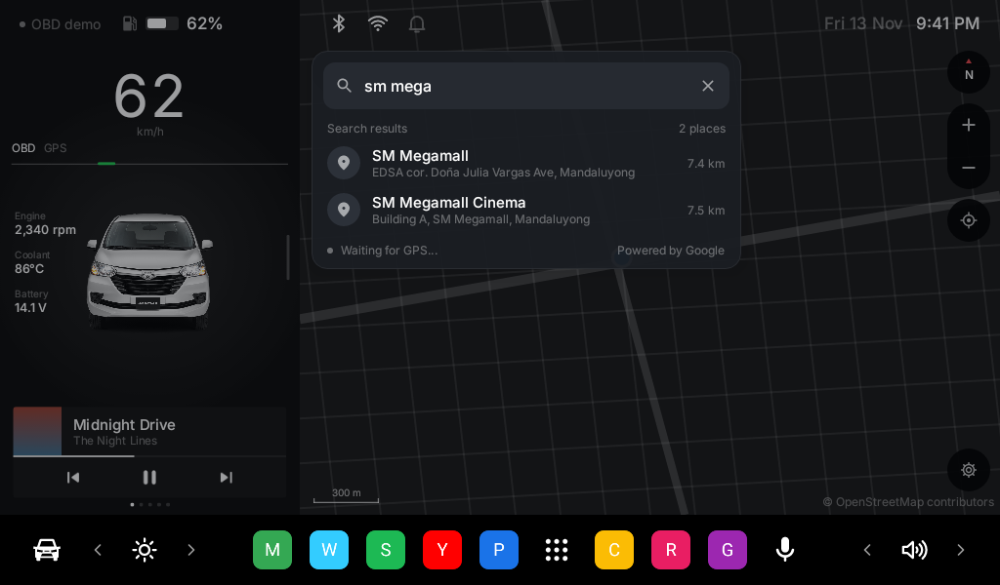 OBD demo
62%
62
km/h
OBD GPS
Engine
2,340 rpm
Coolant
86°C
Battery
14.1 V
Midnight Drive
The Night Lines
Fri 13 Nov 9:41 PM
sm mega
Search results 2 places
SM Megamall
EDSA cor. Doña Julia Vargas Ave, Mandaluyong
7.4 km
SM Megamall Cinema
Building A, SM Megamall, Mandaluyong
7.5 km
Waiting for GPS...
Powered by Google
N
300 m
© OpenStreetMap contributors
M W S Y P C R G